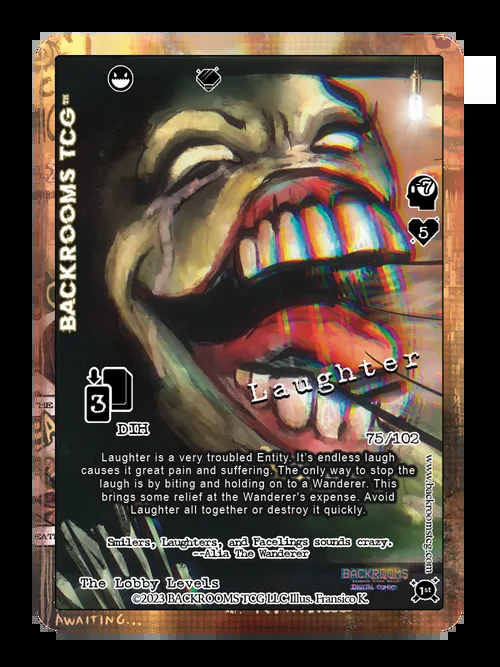 BACKROOMS TCG™
7
5
Laughter
3
DIH
75/102
Laughter is a very troubled Entity. It's endless laugh
causes it great pain and suffering. The only way to stop the
laugh is by biting and holding on to a Wanderer. This
brings some relief at the Wanderer's expense. Avoid
Laughter all together or destroy it quickly.
www.backroomstcg.com
Smilers, Laughters, and Facelings sounds crazy.
--Alia The Wanderer
BACKROOMS
DIGITAL COMIC
The Lobby Levels
©2023 BACKROOMS TCG LLC Illus. Fransico K.
1st
AWAITING...